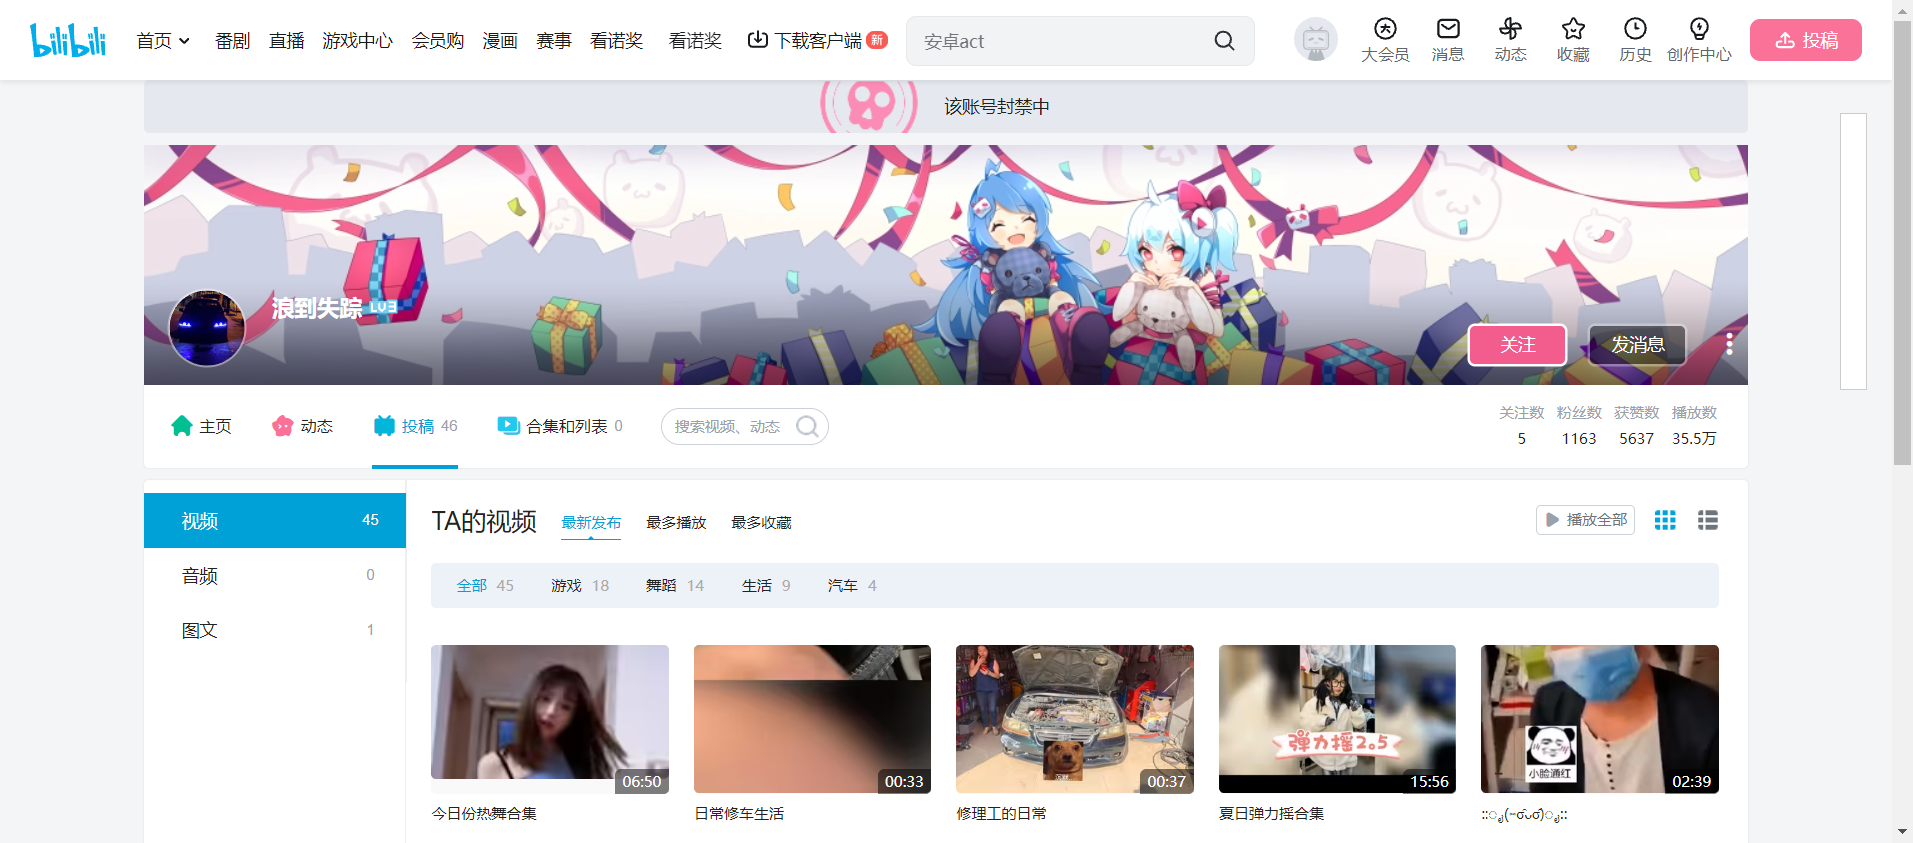 bilibili
首页 番剧 直播 游戏中心 会员购 漫画 赛事 看诺奖 看诺奖 下载客户端 新
安卓act
大会员 消息 动态 收藏 历史 创作中心 投稿
该账号封禁中
浪到失踪 LV3
关注 发消息
主页 动态 投稿 46 合集和列表 0
搜索视频、动态
关注数 粉丝数 获赞数 播放数
5 1163 5637 35.5万
视频 45
音频 0
图文 1
TA的视频 最新发布 最多播放 最多收藏
播放全部
全部 45 游戏 18 舞蹈 14 生活 9 汽车 4
06:50
今日份热舞合集
00:33
日常修车生活
00:37
修理工的日常
弹力摇2.5
15:56
夏日弹力摇合集
小脸通红
02:39